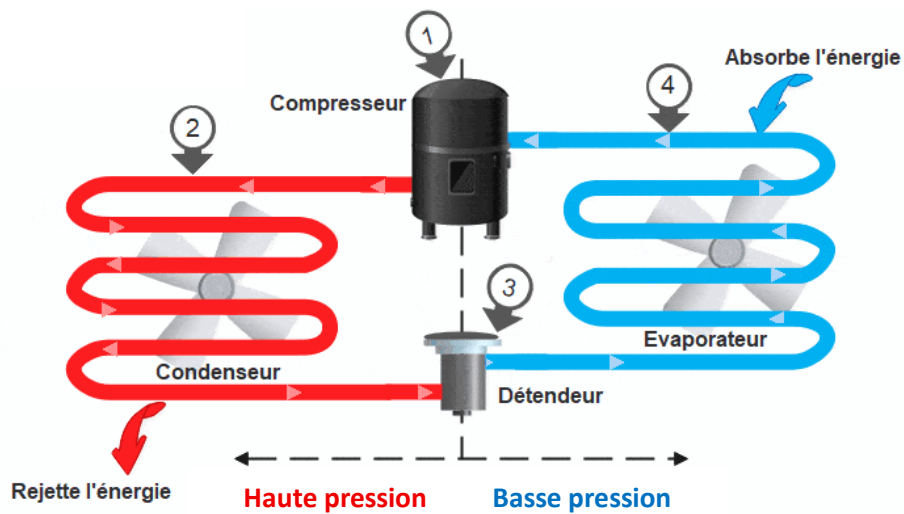 1
Absorbe l'énergie
Compresseur
4
2
3
Evaporateur
Condenseur
Détendeur
Rejette l'énergie
Haute pression
Basse pression